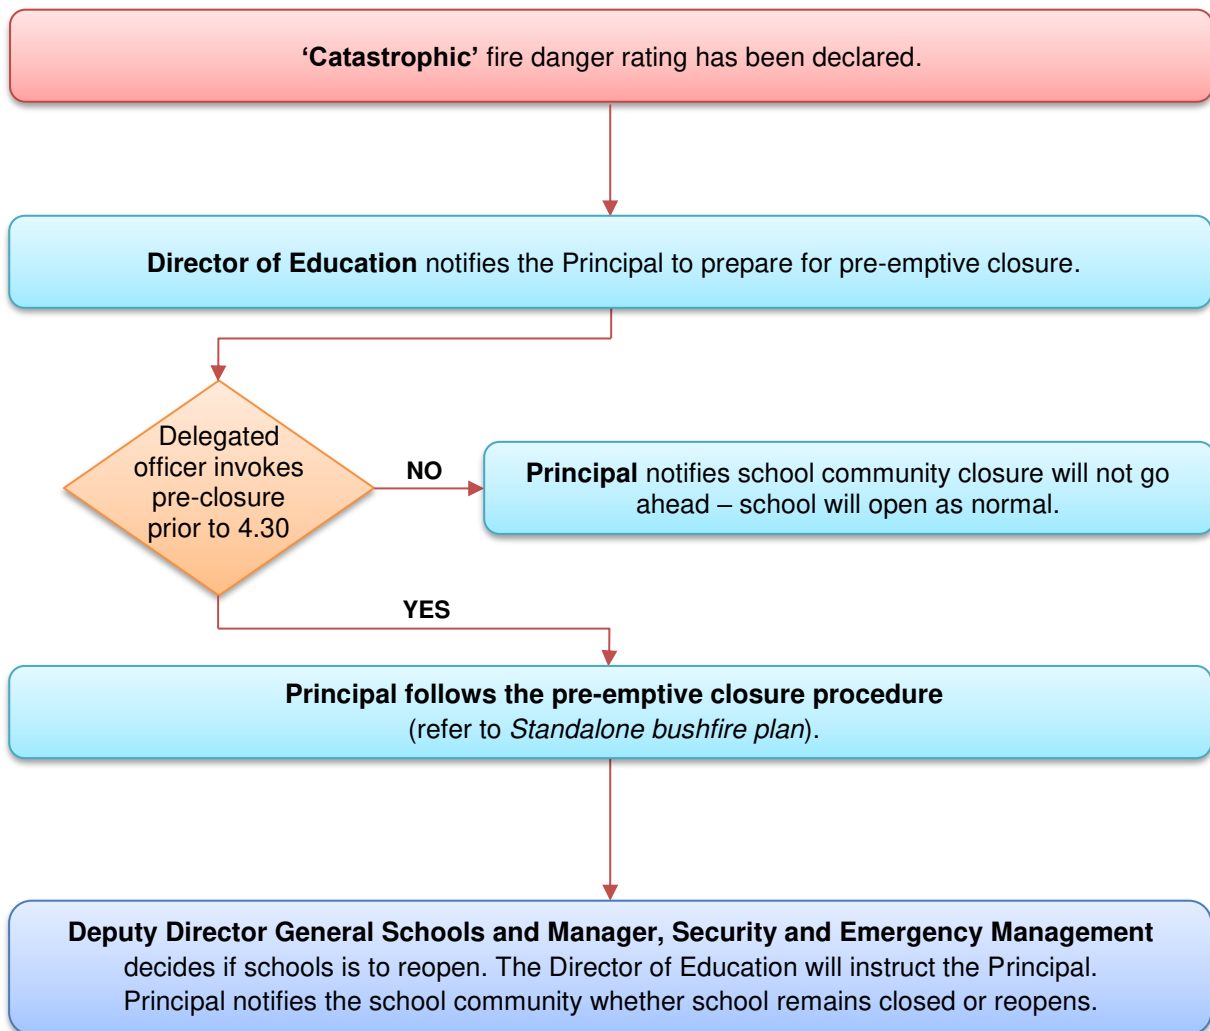 ‘Catastrophic’ fire danger rating has been declared.
Director of Education notifies the Principal to prepare for pre-emptive closure.
Delegated
officer invokes
pre-closure
prior to 4.30
NO
Principal notifies school community closure will not go
ahead – school will open as normal.
YES
Principal follows the pre-emptive closure procedure
(refer to Standalone bushfire plan).
Deputy Director General Schools and Manager, Security and Emergency Management
decides if schools is to reopen. The Director of Education will instruct the Principal.
Principal notifies the school community whether school remains closed or reopens.